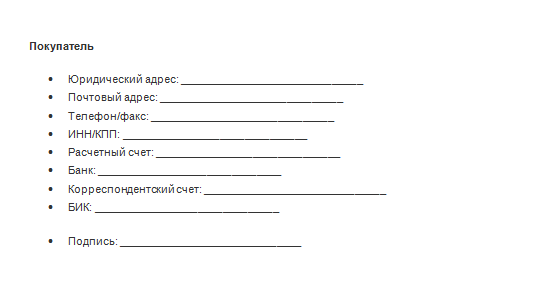 Покупатель
• Юридический адрес: ______________________________
• Почтовый адрес: ______________________________
• Телефон/факс: ______________________________
• ИНН/КПП: ______________________________
• Расчетный счет: ______________________________
• Банк: ______________________________
• Корреспондентский счет: ______________________________
• БИК: ______________________________
• Подпись: ______________________________